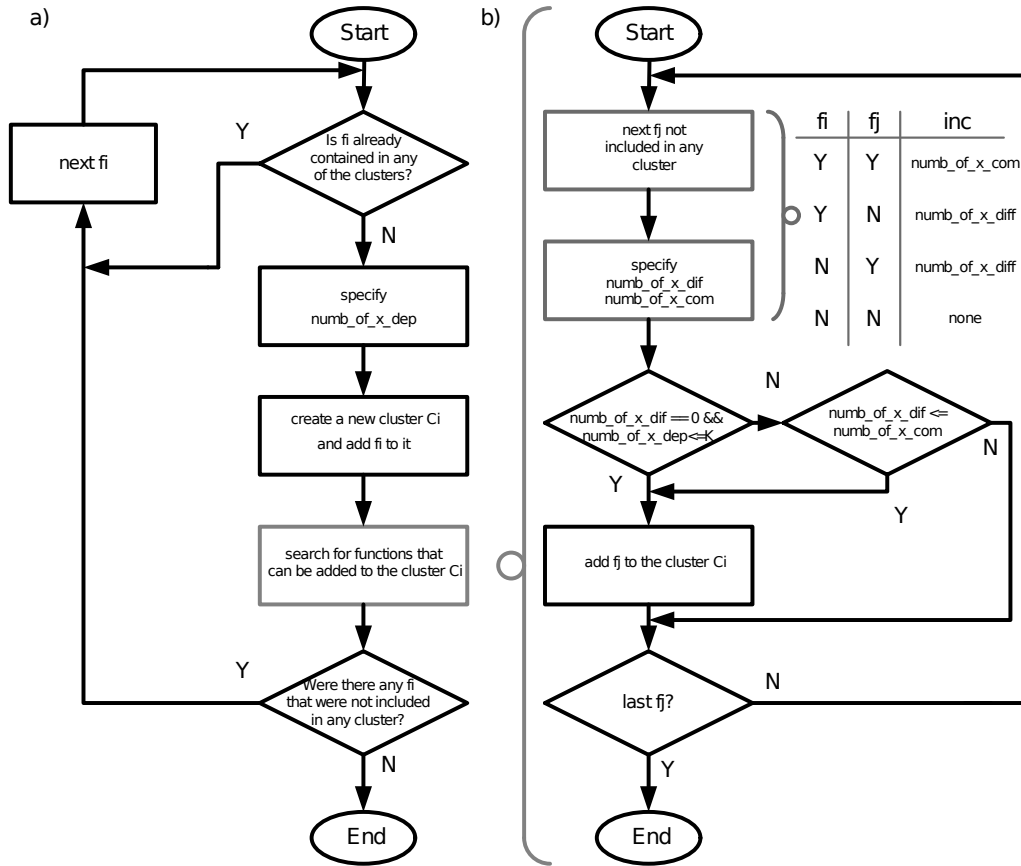 a)
Start
Y
Is fi already
contained in any
of the clusters?
next fi
N
specify
numb_of_x_dep
create a new cluster Ci
and add fi to it
search for functions that
can be added to the cluster Ci
Y
Were there any fi
that were not included
in any cluster?
N
End
b)
Start
next fj not
included in any
cluster
fi fj inc
Y Y numb_of_x_com
Y N numb_of_x_diff
N Y numb_of_x_diff
N N none
specify
numb_of_x_dif
numb_of_x_com
N
numb_of_x_dif == 0 &&
numb_of_x_dep<=K
numb_of_x_dif <=
numb_of_x_com
N
Y
Y
add fj to the cluster Ci
last fj?
N
Y
End